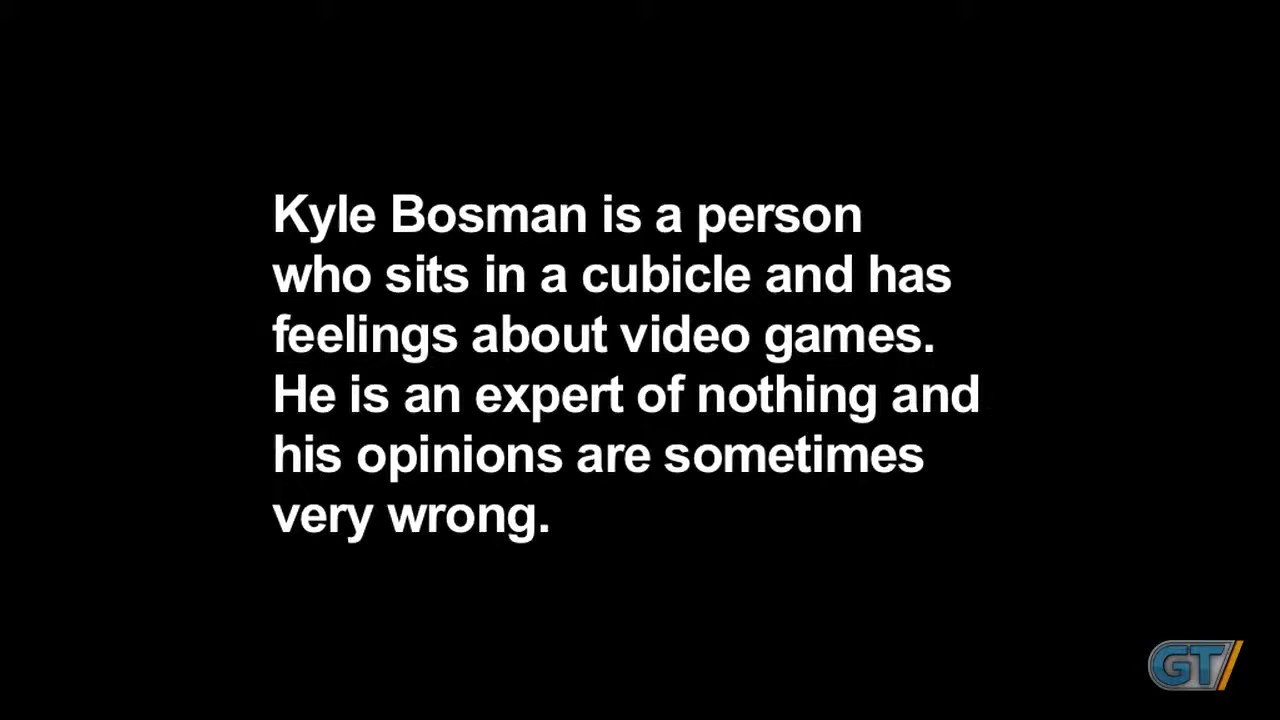 Kyle Bosman is a person
who sits in a cubicle and has
feelings about video games.
He is an expert of nothing and
his opinions are sometimes
very wrong.
GT